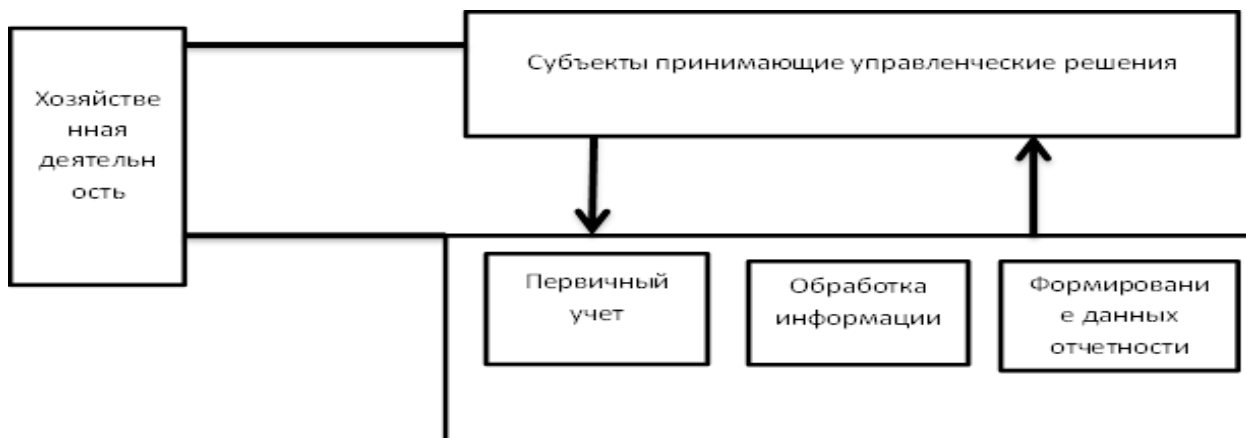 Хозяйстве
нная
деятельн
ость
Субъекты принимающие управленческие решения
Первичный
учет
Обработка
информации
Формировани
е данных
отчетности